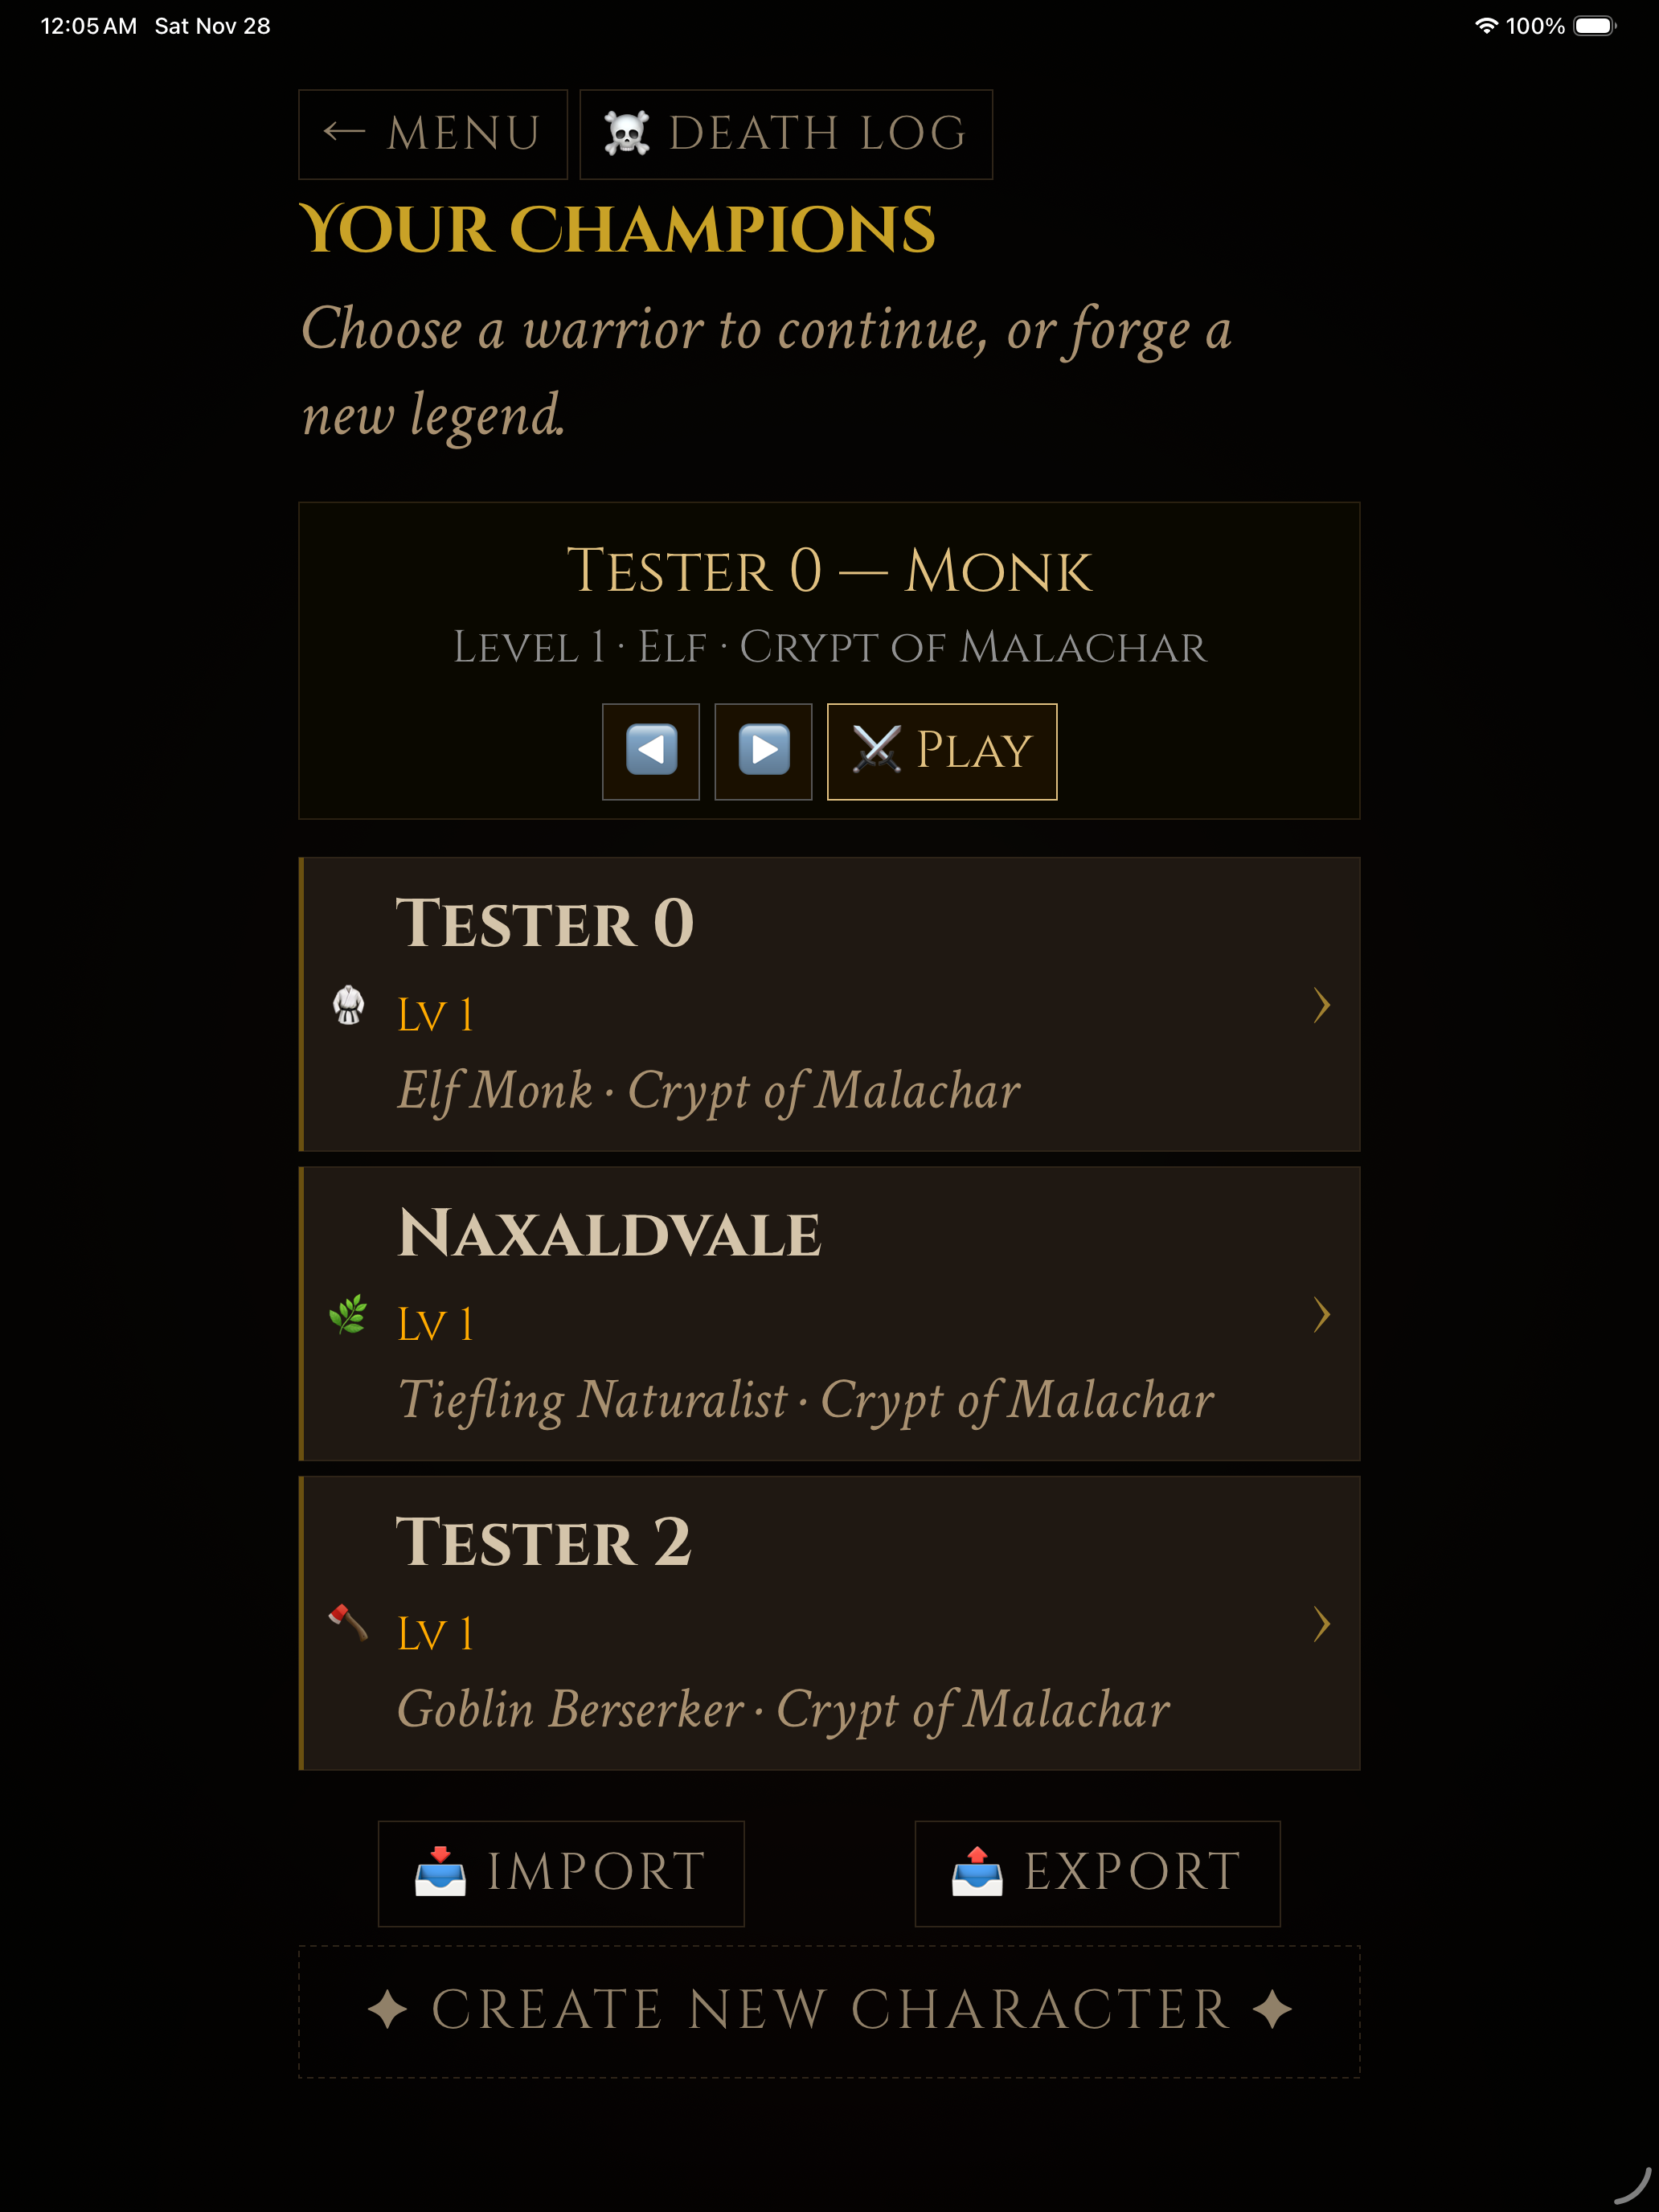 12:05 AM Sat Nov 28
100%
← MENU
☠️ DEATH LOG
Your Champions
Choose a warrior to continue, or forge a
new legend.
Tester 0 — Monk
Level 1 · Elf · Crypt of Malachar
◀️ ▶️ ⚔️ Play
Tester 0
Lv 1
Elf Monk · Crypt of Malachar
Naxaldvale
Lv 1
Tiefling Naturalist · Crypt of Malachar
Tester 2
Lv 1
Goblin Berserker · Crypt of Malachar
📥 IMPORT
📤 EXPORT
✦ CREATE NEW CHARACTER ✦